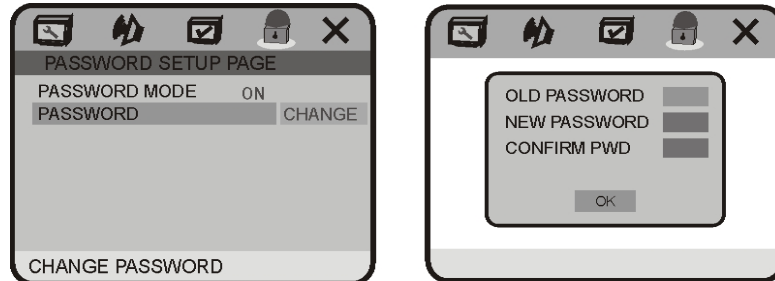 PASSWORD SETUP PAGE
PASSWORD MODE ON
PASSWORD CHANGE
CHANGE PASSWORD
OLD PASSWORD
NEW PASSWORD
CONFIRM PWD
OK